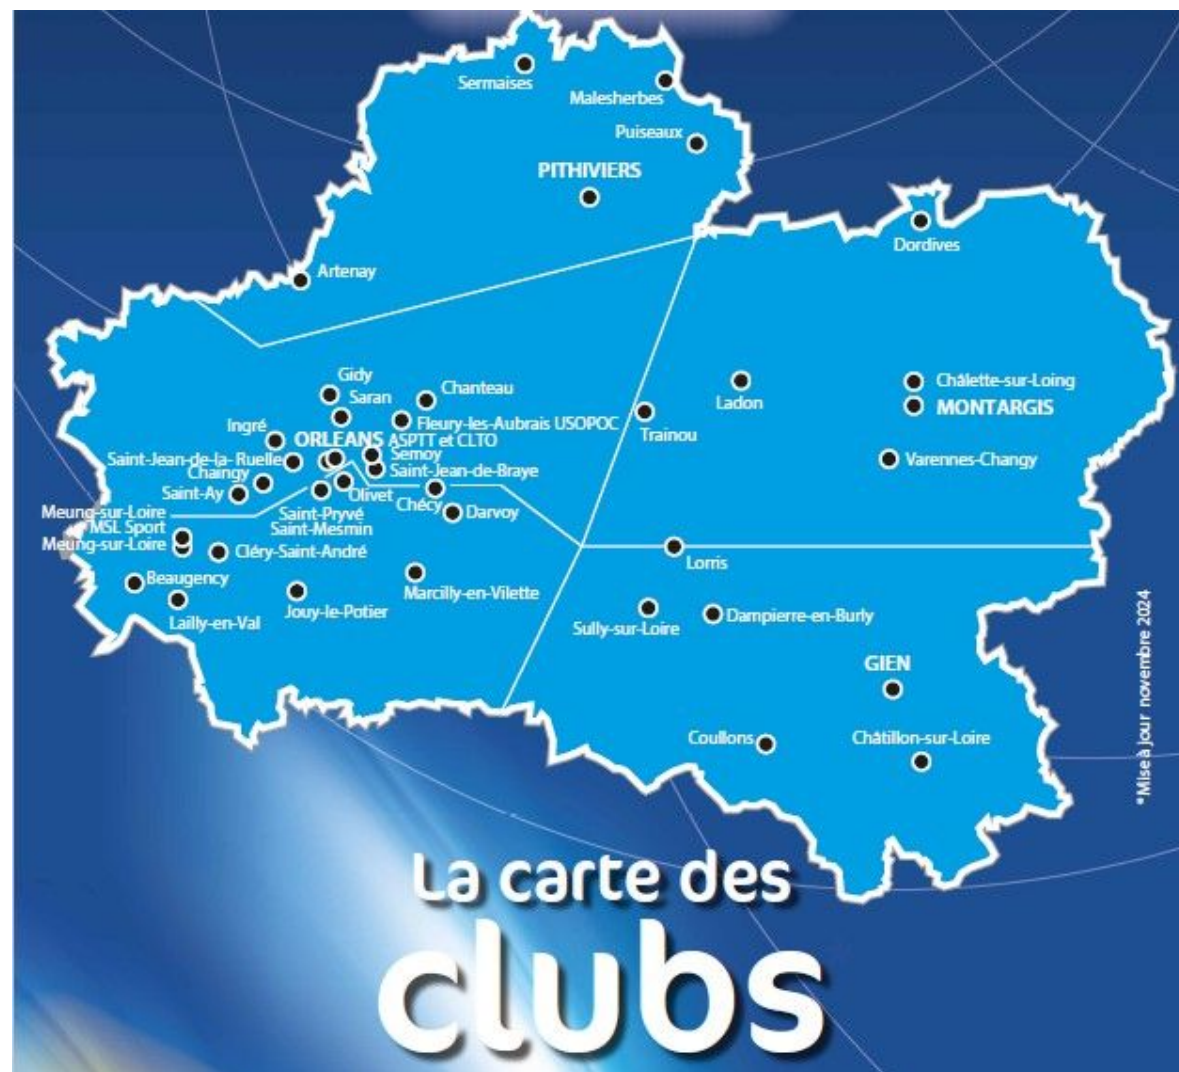 Sermaises
Malesherbes
Puiseaux
PITHIVIERS
Dordives
Artenay
Gidy
Saran
Chanteau
Châlette-sur-Loing
Ladon
MONTARGIS
Ingré
Fleury-les-Aubrais USOPOC
Trainou
ORLEANS ASPTT et CLTO
Semoy
Saint-Jean-de-la-Ruelle
Varennes-Changy
Saint-Jean-de-Braye
Chaingy
Saint-Ay
Olivet
Chécy
Meung-sur-Loire
MSL Sport
Saint-Pryvé
Saint-Mesmin
Darvoy
Meung-sur-Loire
Cléry-Saint-André
Lorris
Beaugency
Marcilly-en-Vilette
Jouy-le-Potier
Lailly-en-Val
Sully-sur-Loire
Dampierre-en-Burly
GIEN
Coullons
Châtillon-sur-Loire
*Mise à jour novembre 2024
La carte des
clubs